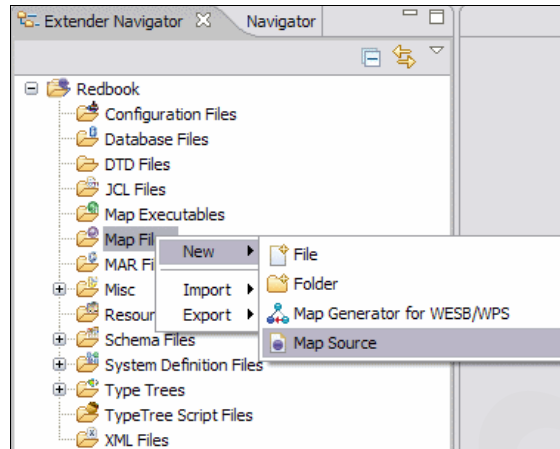 Extender Navigator
Navigator
Redbook
Configuration Files
Database Files
DTD Files
JCL Files
Map Executables
Map Fil
New
File
MAR Fi
Folder
Misc
Import
Map Generator for WESB/WPS
Resour
Export
Schema Files
Map Source
System Definition Files
Type Trees
TypeTree Script Files
XML Files